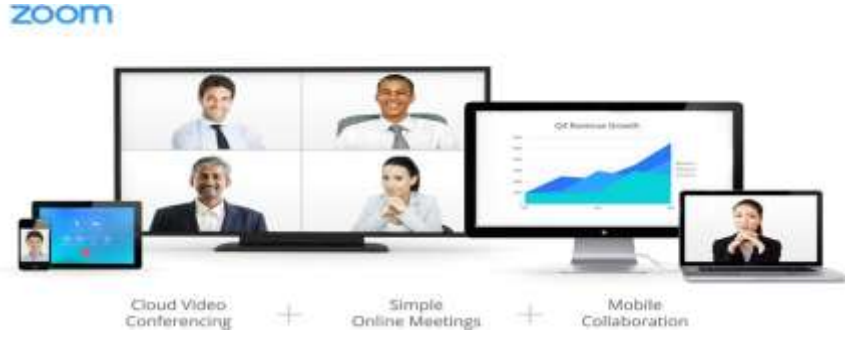 zoom
Q4 Revenue Growth
Cloud Video
Conferencing
+
Simple
Online Meetings
+
Mobile
Collaboration